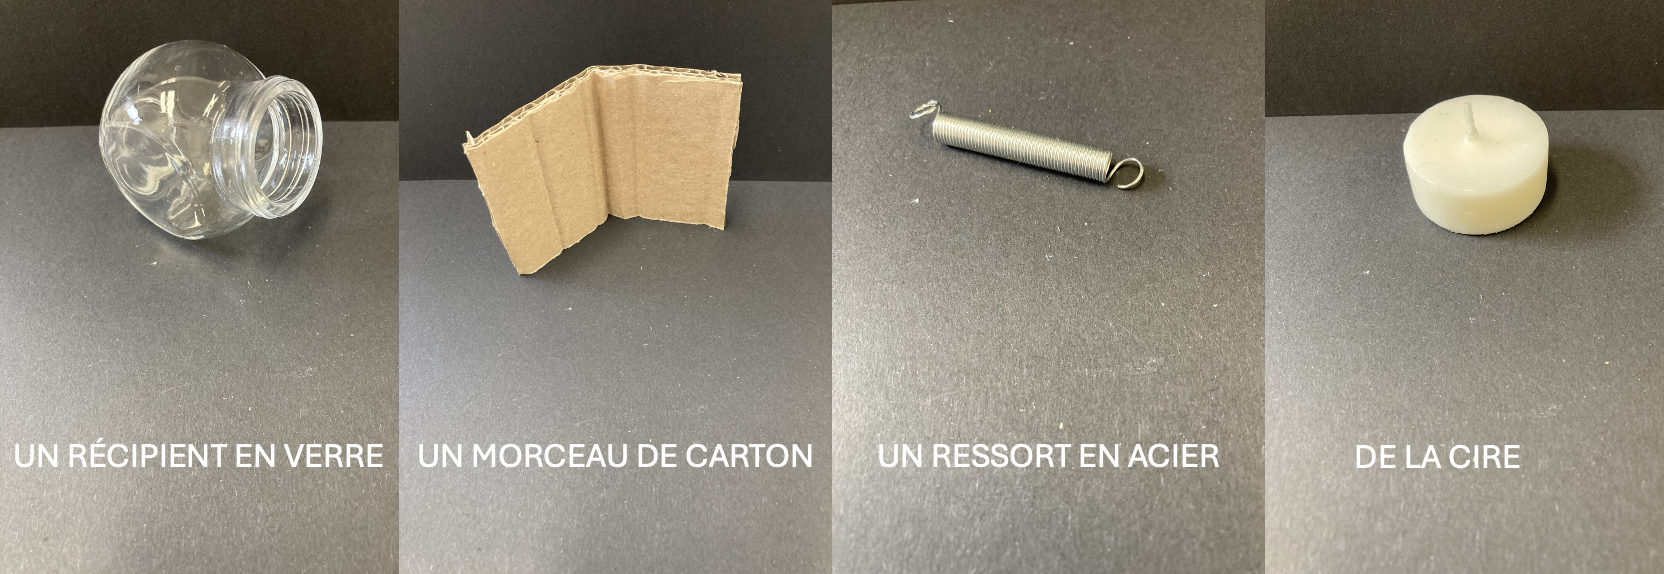 UN RÉCIPIENT EN VERRE
UN MORCEAU DE CARTON
UN RESSORT EN ACIER
DE LA CIRE